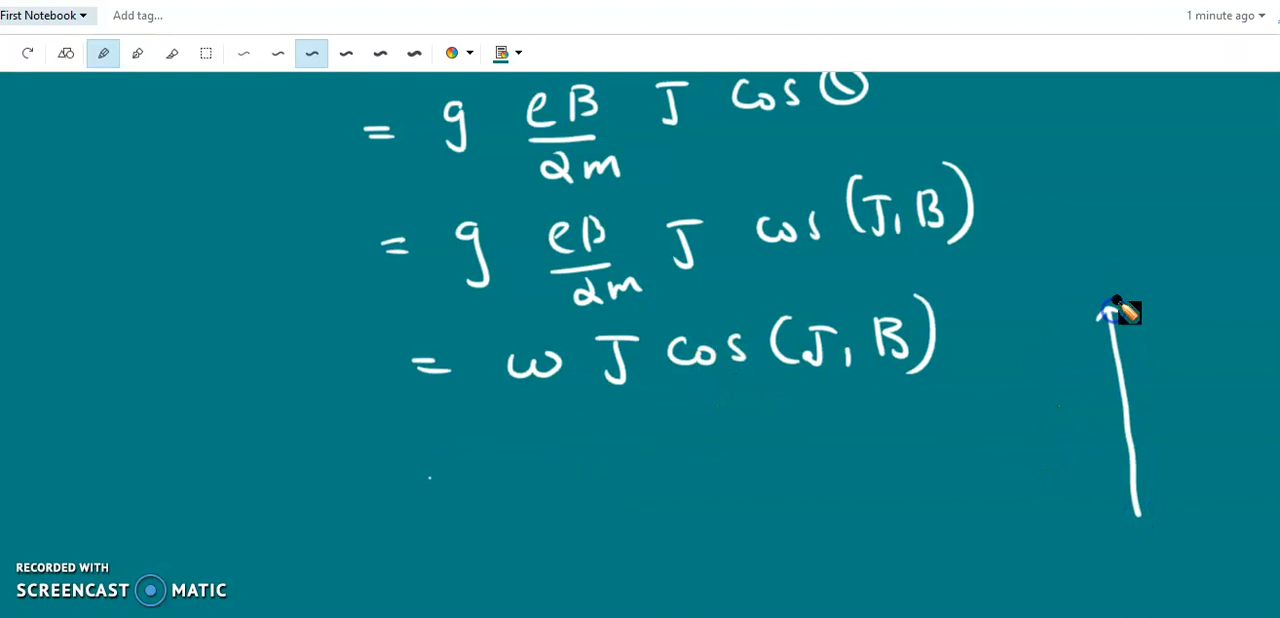 First Notebook Add tag... 1 minute ago
= g eB/2m J cos
= g eB/2m J cos (J, B)
= ω J cos (J, B)
RECORDED WITH
SCREENCAST MATIC